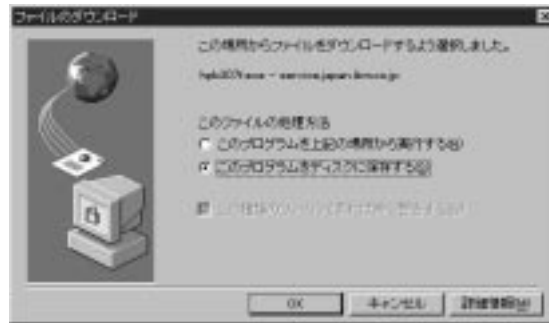 ファイルのダウンロード
この場所からファイルをダウンロードするよう選択しました。
このファイルの処理方法
このプログラムを上記の場所から実行する(R)
このプログラムをディスクに保存する(S)
OK
キャンセル
詳細情報(M)